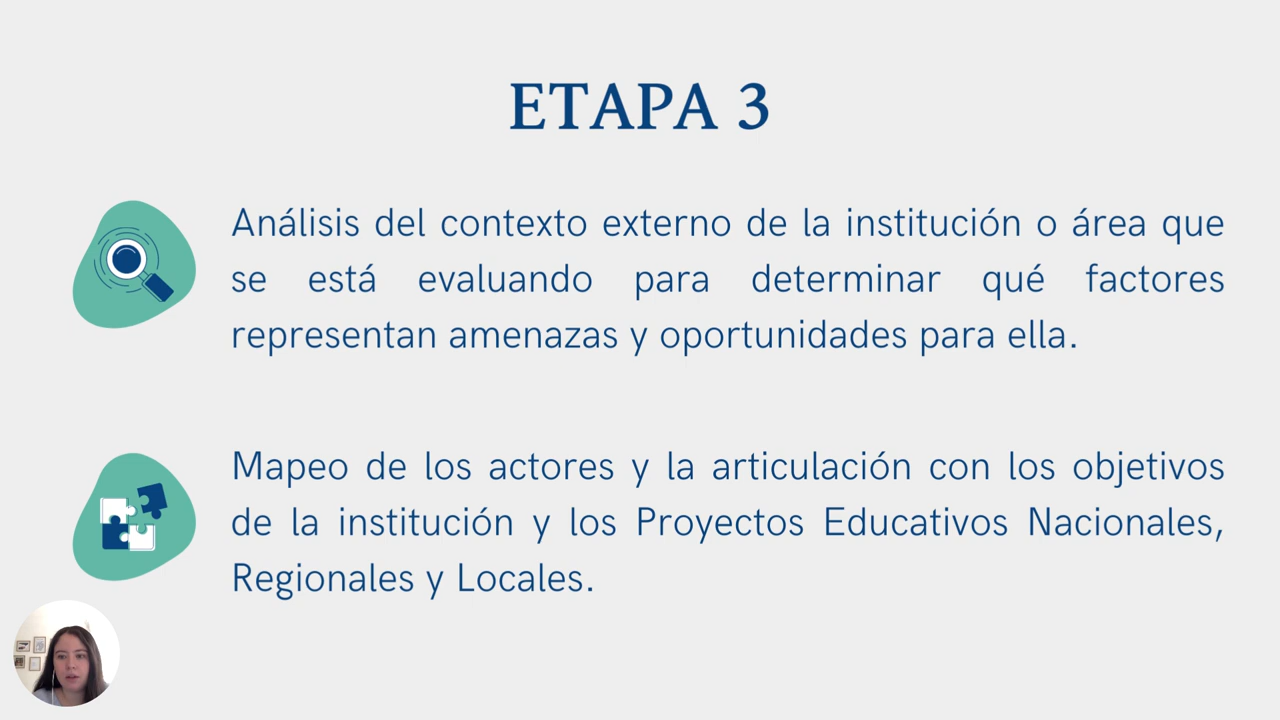 ETAPA 3
Análisis del contexto externo de la institución o área que
se está evaluando para determinar qué factores
representan amenazas y oportunidades para ella.
Mapeo de los actores y la articulación con los objetivos
de la institución y los Proyectos Educativos Nacionales,
Regionales y Locales.